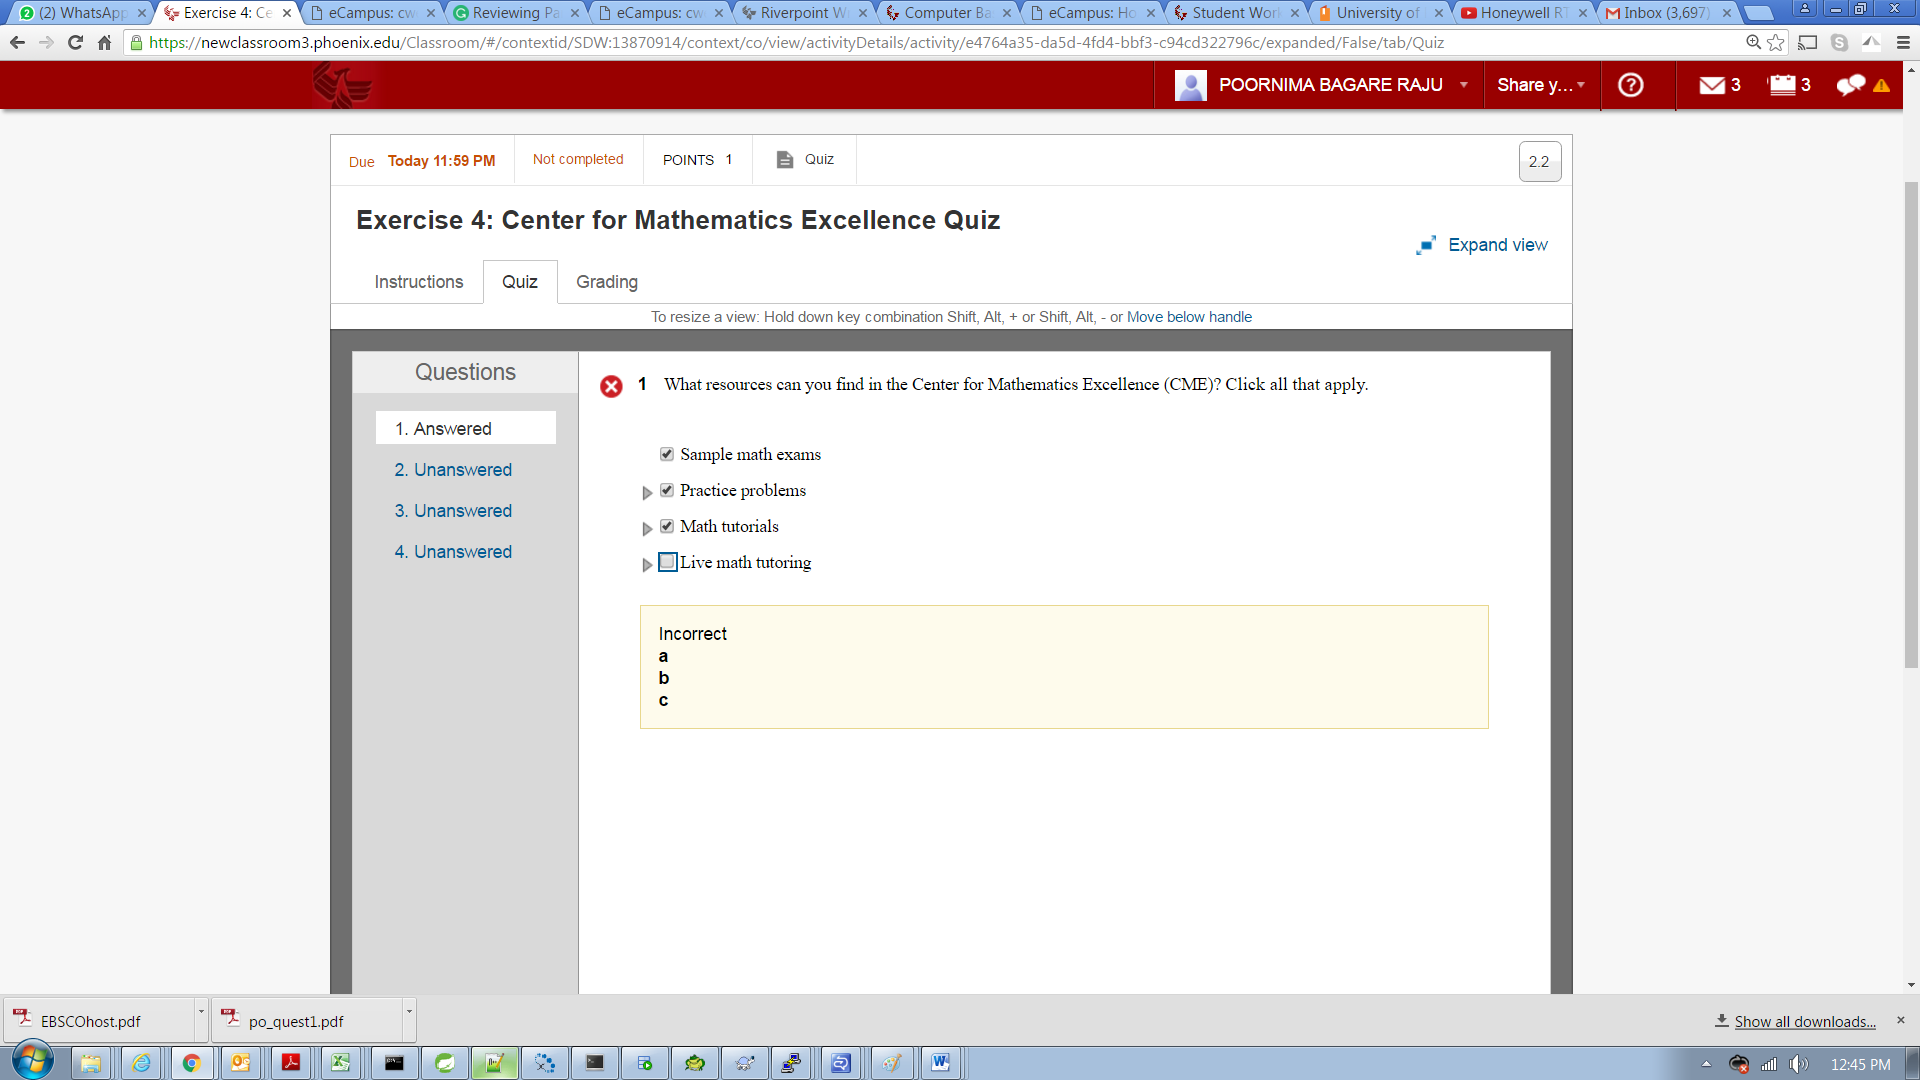 (2) WhatsApp
Exercise 4: Ce
eCampus: cw
Reviewing Pa
eCampus: cw
Riverpoint W
Computer Ba
eCampus: Ho
Student Work
University of
Honeywell RT
Inbox (3,697)
https://newclassroom3.phoenix.edu/Classroom/#/contextid/SDW:13870914/context/co/view/activityDetails/activity/e4764a35-da5d-4fd4-bbf3-c94cd322796c/expanded/False/tab/Quiz
POORNIMA BAGARE RAJU
Share y...
3
3
Due Today 11:59 PM
Not completed
POINTS 1
Quiz
2.2
Exercise 4: Center for Mathematics Excellence Quiz
Expand view
Instructions
Quiz
Grading
To resize a view: Hold down key combination Shift, Alt, + or Shift, Alt, - or Move below handle
Questions
1. Answered
2. Unanswered
3. Unanswered
4. Unanswered
1 What resources can you find in the Center for Mathematics Excellence (CME)? Click all that apply.
Sample math exams
Practice problems
Math tutorials
Live math tutoring
Incorrect
a
b
c
EBSCOhost.pdf
po_quest1.pdf
Show all downloads...
12:45 PM